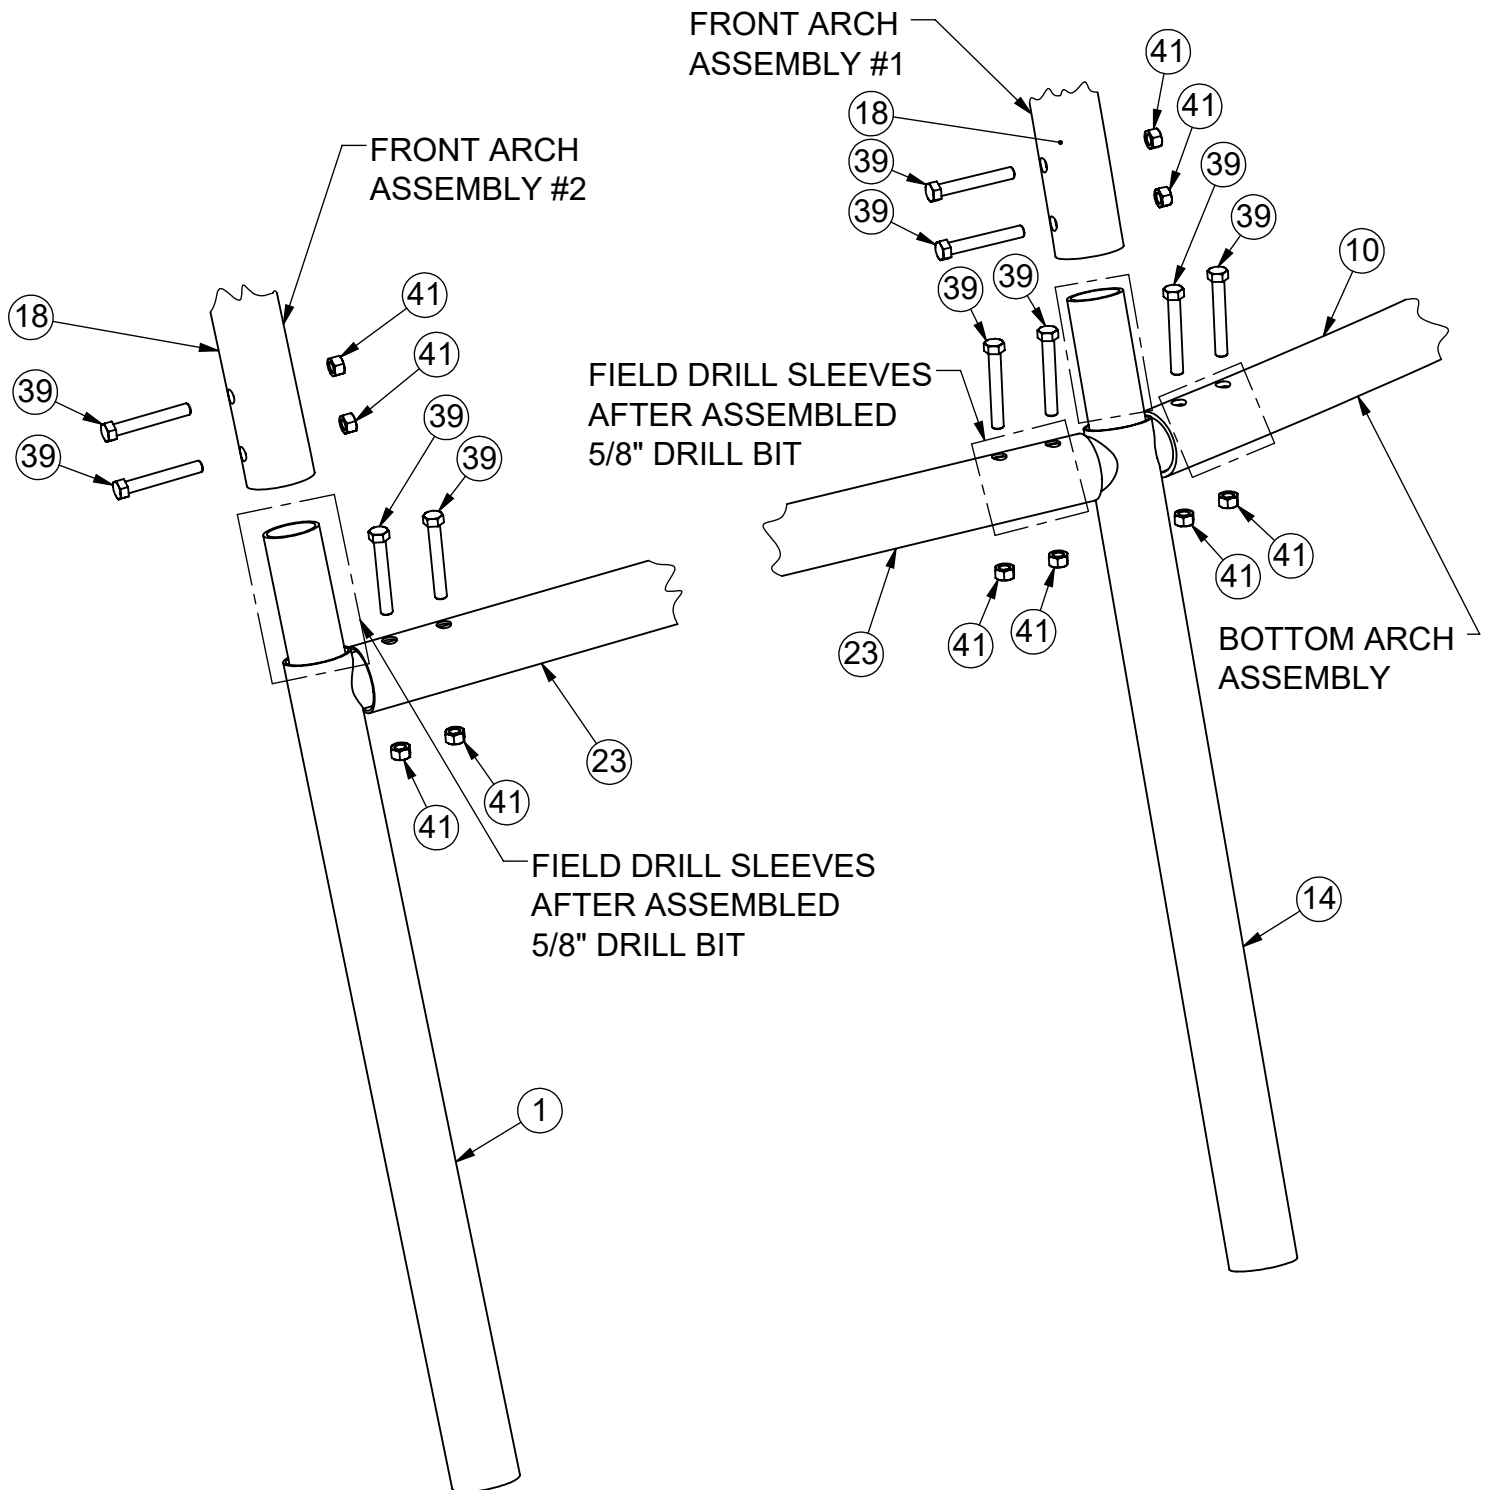 FRONT ARCH
ASSEMBLY #1
41
18
41
39
39
39
39
39
39
10
FRONT ARCH
ASSEMBLY #2
18
41
41
39
39
39
39
FIELD DRILL SLEEVES
AFTER ASSEMBLED
5/8" DRILL BIT
23
41
41
41
41
BOTTOM ARCH
ASSEMBLY
23
41
41
FIELD DRILL SLEEVES
AFTER ASSEMBLED
5/8" DRILL BIT
14
1